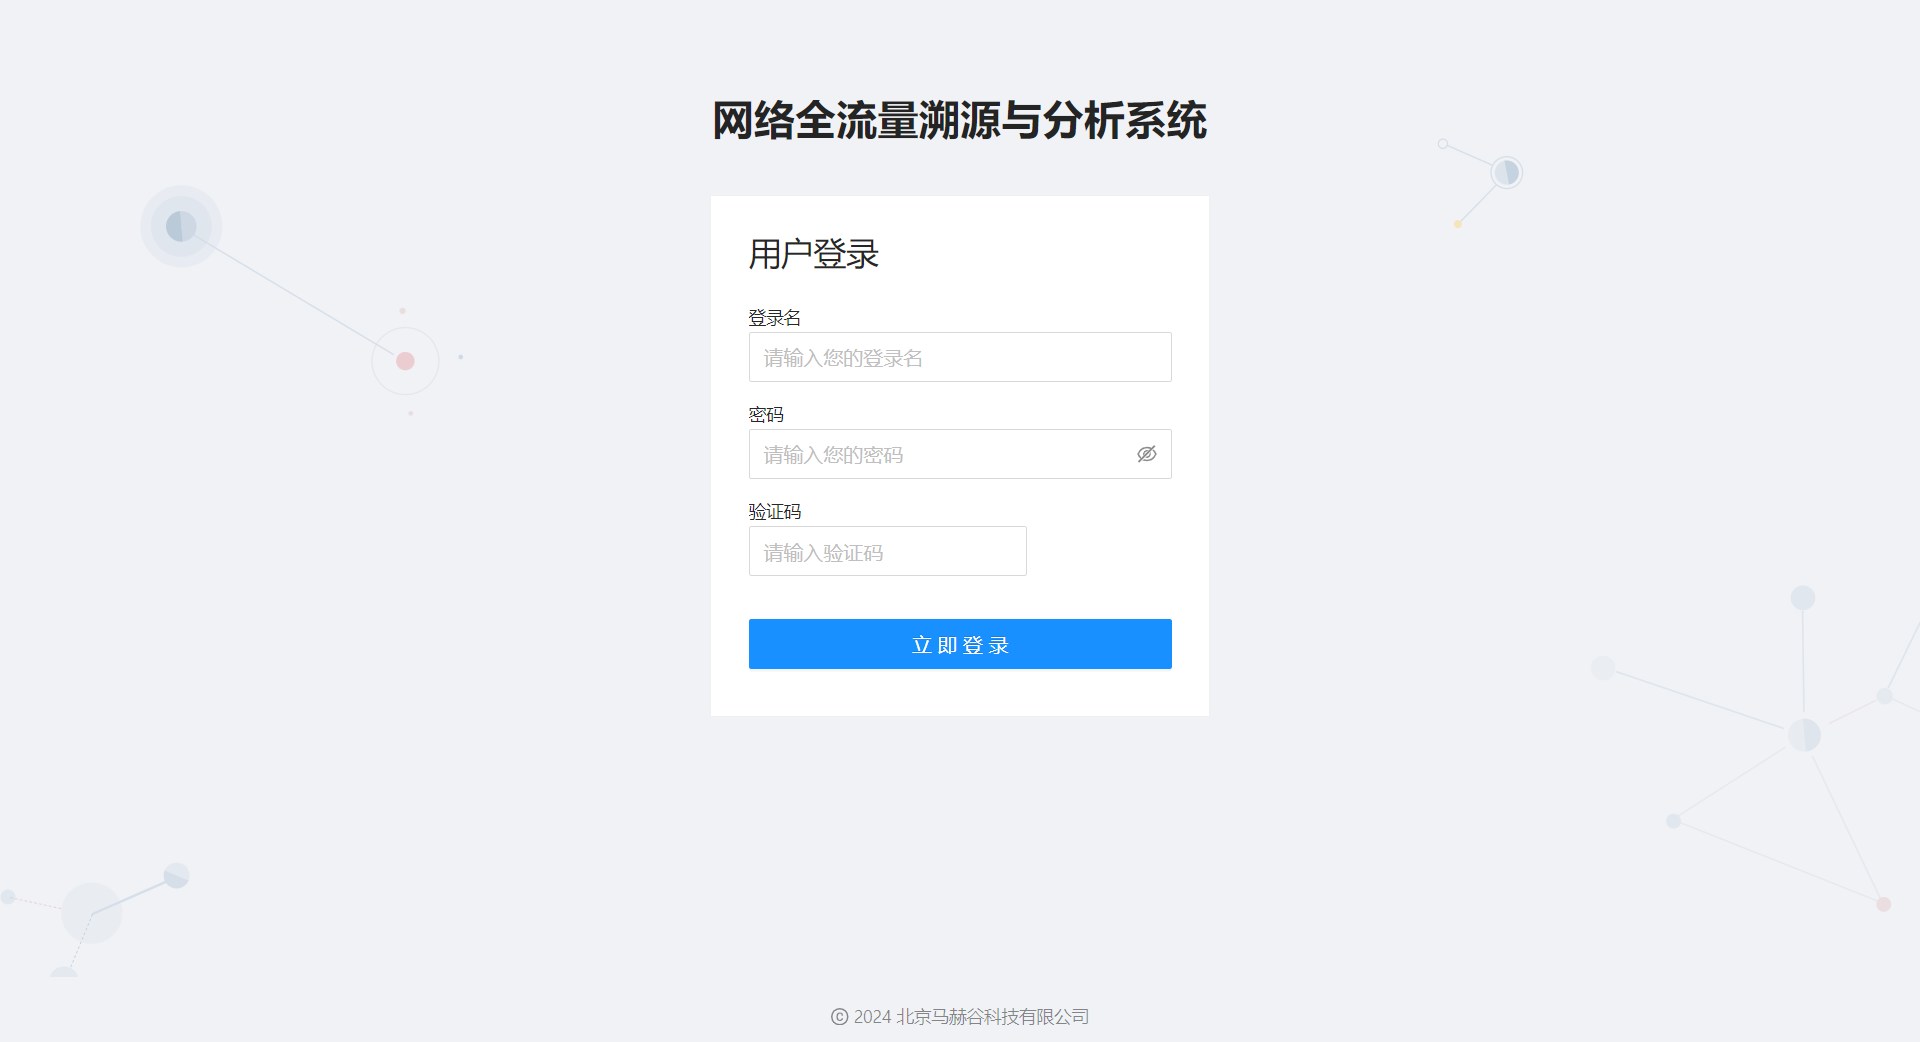 网络全流量溯源与分析系统
用户登录
登录名
请输入您的登录名
密码
请输入您的密码
验证码
请输入验证码
立即登录
© 2024 北京马赫谷科技有限公司